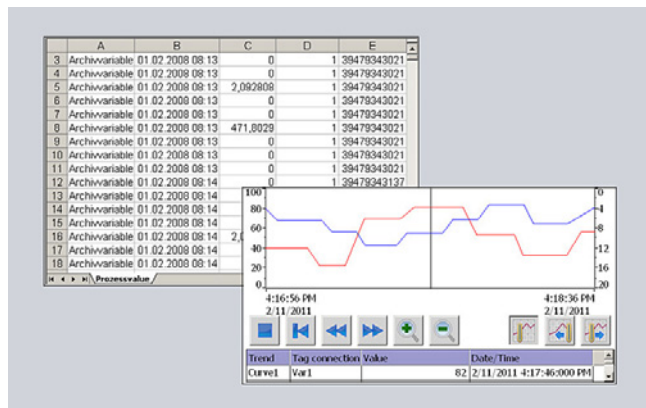 A B C D E
3 Archivvariable 01.02.2008 08:13 0 1 39479343021
4 Archivvariable 01.02.2008 08:13 0 1 39479343021
5 Archivvariable 01.02.2008 08:13 2,092808 1 39479343021
6 Archivvariable 01.02.2008 08:13 0 1 39479343021
7 Archivvariable 01.02.2008 08:13 0 1 39479343021
8 Archivvariable 01.02.2008 08:13 471,8029 1 39479343021
9 Archivvariable 01.02.2008 08:13 0 1 39479343021
10 Archivvariable 01.02.2008 08:13 0 1 39479343021
11 Archivvariable 01.02.2008 08:13 0 1 39479343021
12 Archivvariable 01.02.2008 08:14 0 1 39479343137
13 Archivvariable 01.02.2008 08:14
14 Archivvariable 01.02.2008 08:14
15 Archivvariable 01.02.2008 08:14
16 Archivvariable 01.02.2008 08:14
17 Archivvariable 01.02.2008 08:14
18 Archivvariable 01.02.2008 08:14
Prozessvalue
100 0
80 4
60 8
40 12
20 16
0 20
4:16:56 PM 4:18:36 PM
2/11/2011 2/11/2011
Trend Tag connection Value Date/Time
Curve1 Var1 82 2/11/2011 4:17:46:000 PM